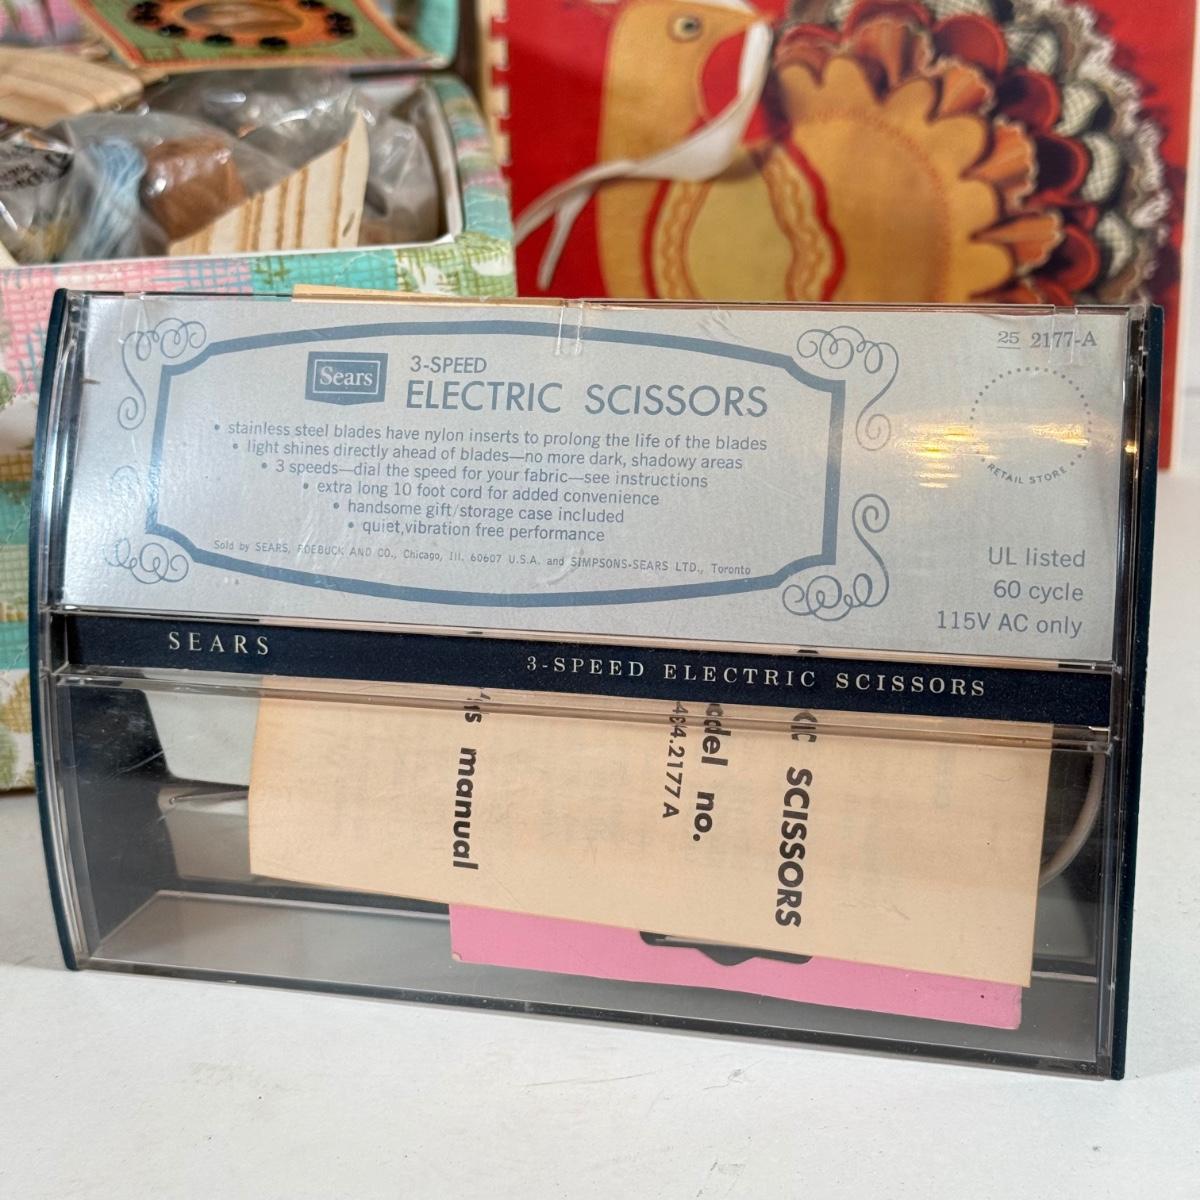 25 2177-A
Sears
3-SPEED
ELECTRIC SCISSORS
• stainless steel blades have nylon inserts to prolong the life of the blades
• light shines directly ahead of blades—no more dark, shadowy areas
• 3 speeds—dial the speed for your fabric—see instructions
• extra long 10 foot cord for added convenience
• handsome gift/storage case included
• quiet,vibration free performance
Sold by SEARS, ROEBUCK AND CO., Chicago, Ill. 60607 U.S.A. and SIMPSONS-SEARS LTD., Toronto
RETAIL STORE
UL listed
60 cycle
115V AC only
SEARS
3-SPEED ELECTRIC SCISSORS
SCISSORS
no.
2177 A
manual